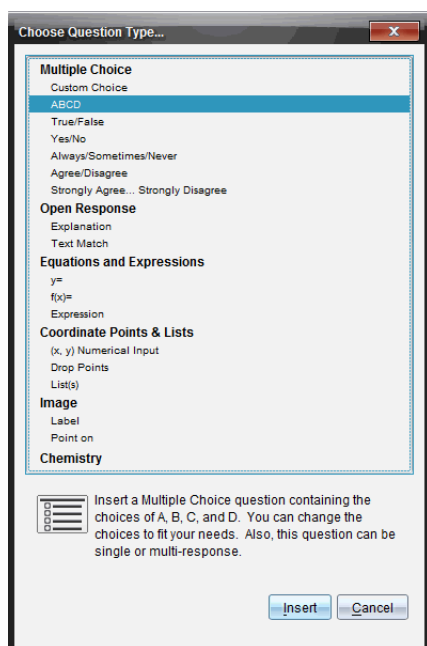 Choose Question Type...
Multiple Choice
Custom Choice
ABCD
True/False
Yes/No
Always/Sometimes/Never
Agree/Disagree
Strongly Agree... Strongly Disagree
Open Response
Explanation
Text Match
Equations and Expressions
y=
f(x)=
Expression
Coordinate Points & Lists
(x, y) Numerical Input
Drop Points
List(s)
Image
Label
Point on
Chemistry
Insert a Multiple Choice question containing the
choices of A, B, C, and D. You can change the
choices to fit your needs. Also, this question can be
single or multi-response.
Insert Cancel